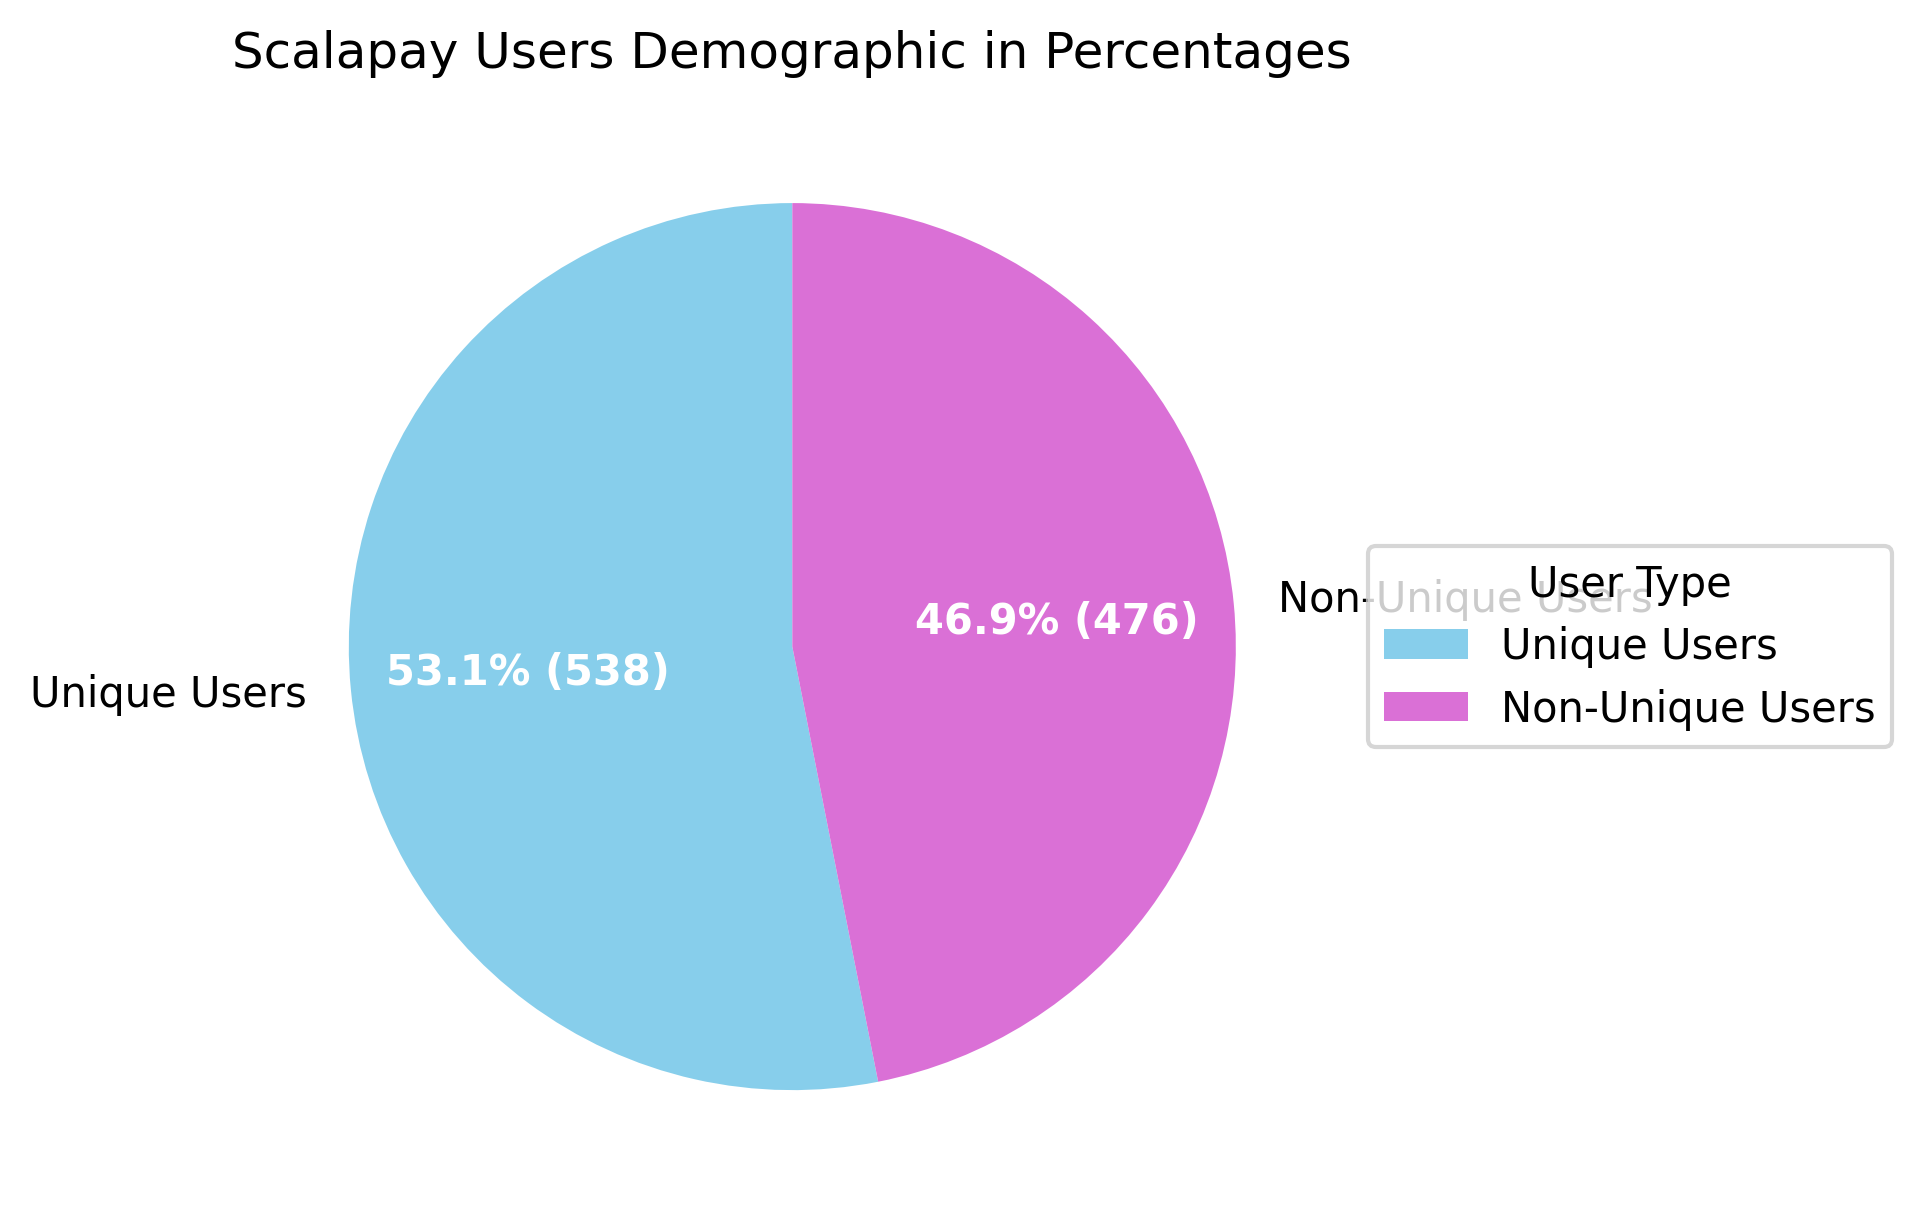 Scalapay Users Demographic in Percentages
46.9% (476)
Non-Unique Users
53.1% (538)
Unique Users
User Type
Unique Users
Non-Unique Users